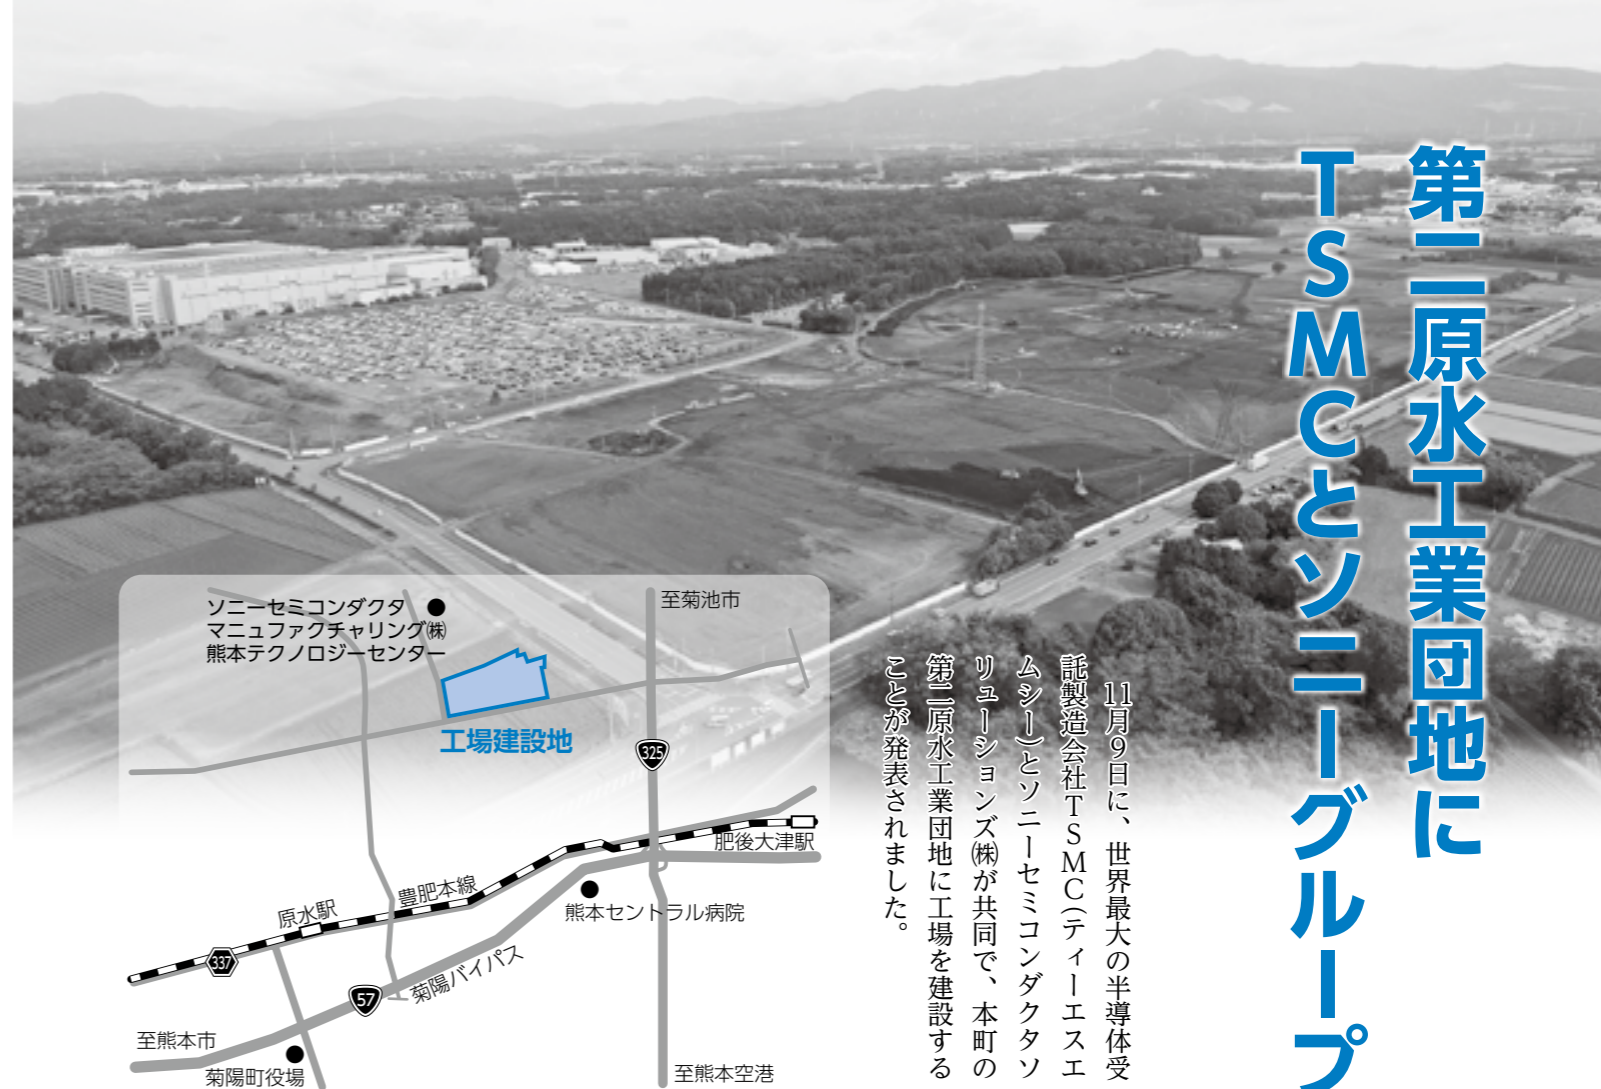 第二原水工業団地に
TSMCとソニーグループ
11月9日に、世界最大の半導体受
託製造会社TSMC(ティーエスエ
ムシー)とソニーセミコンダクタソ
リューションズ㈱が共同で、本町の
第二原水工業団地に工場を建設する
ことが発表されました。
ソニーセミコンダクタ
マニュファクチャリング㈱
熊本テクノロジーセンター
至菊池市
工場建設地
325
肥後大津駅
豊肥本線
原水駅
熊本セントラル病院
337
菊陽バイパス
57
至熊本市
菊陽町役場
至熊本空港